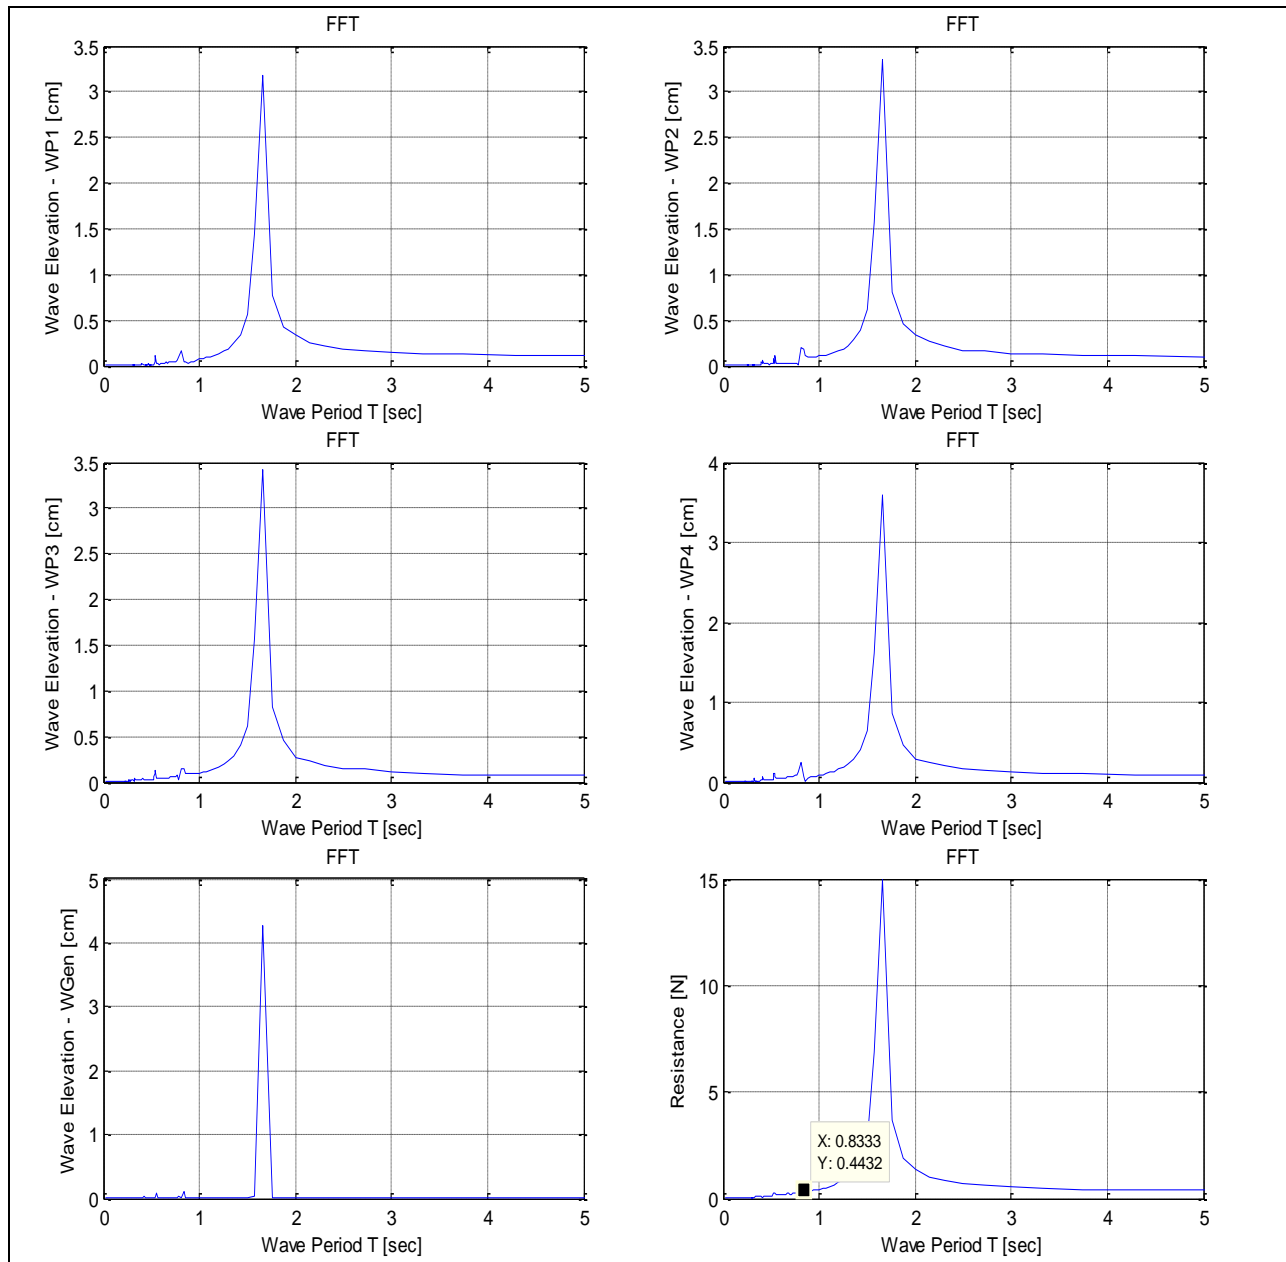 FFT
Wave Elevation - WP1 [cm]
3.5
3
2.5
2
1.5
1
0.5
0
0 1 2 3 4 5
Wave Period T [sec]
FFT
Wave Elevation - WP2 [cm]
3.5
3
2.5
2
1.5
1
0.5
0
0 1 2 3 4 5
Wave Period T [sec]
FFT
Wave Elevation - WP3 [cm]
3.5
3
2.5
2
1.5
1
0.5
0
0 1 2 3 4 5
Wave Period T [sec]
FFT
Wave Elevation - WP4 [cm]
4
3
2
1
0
0 1 2 3 4 5
Wave Period T [sec]
FFT
Wave Elevation - WGen [cm]
5
4
3
2
1
0
0 1 2 3 4 5
Wave Period T [sec]
FFT
Resistance [N]
15
10
5
0
X: 0.8333
Y: 0.4432
0 1 2 3 4 5
Wave Period T [sec]